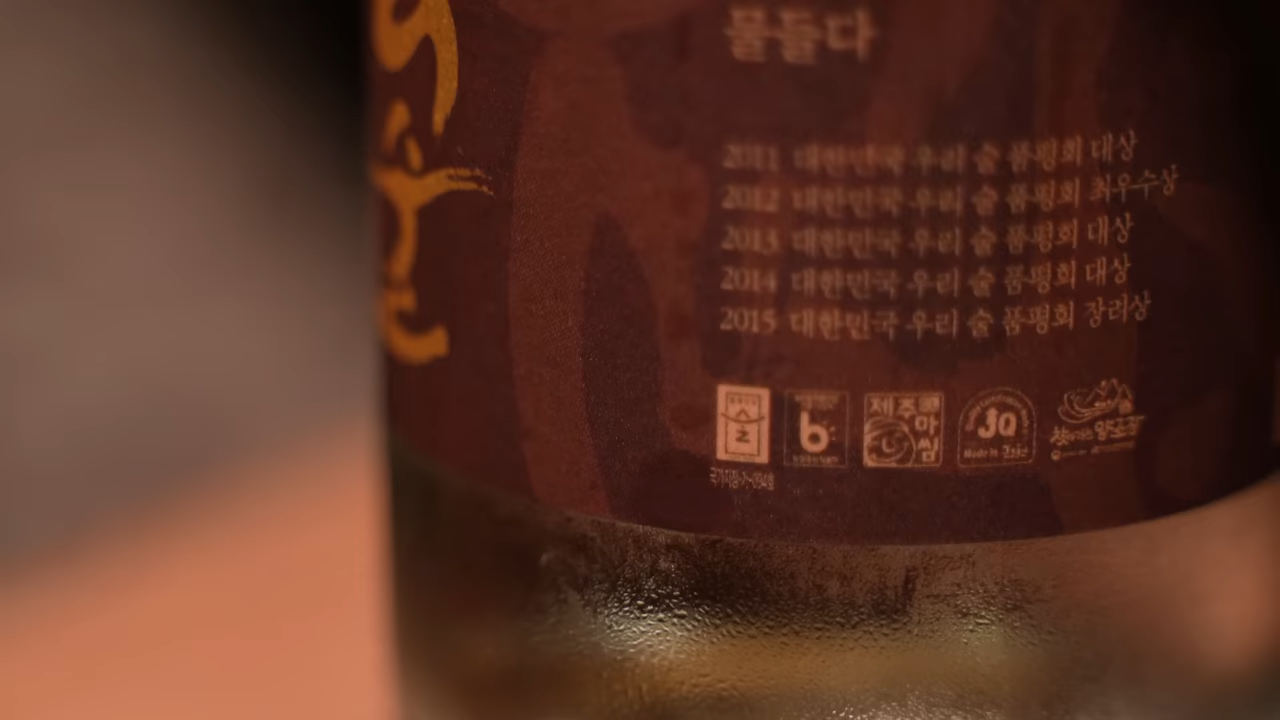 물들다
2011 대한민국 우리 술 품평회 대상
2012 대한민국 우리 술 품평회 최우수상
2013 대한민국 우리 술 품평회 대상
2014 대한민국 우리 술 품평회 대상
2015 대한민국 우리 술 품평회 장려상
제주
마
씸
JQ
Made in